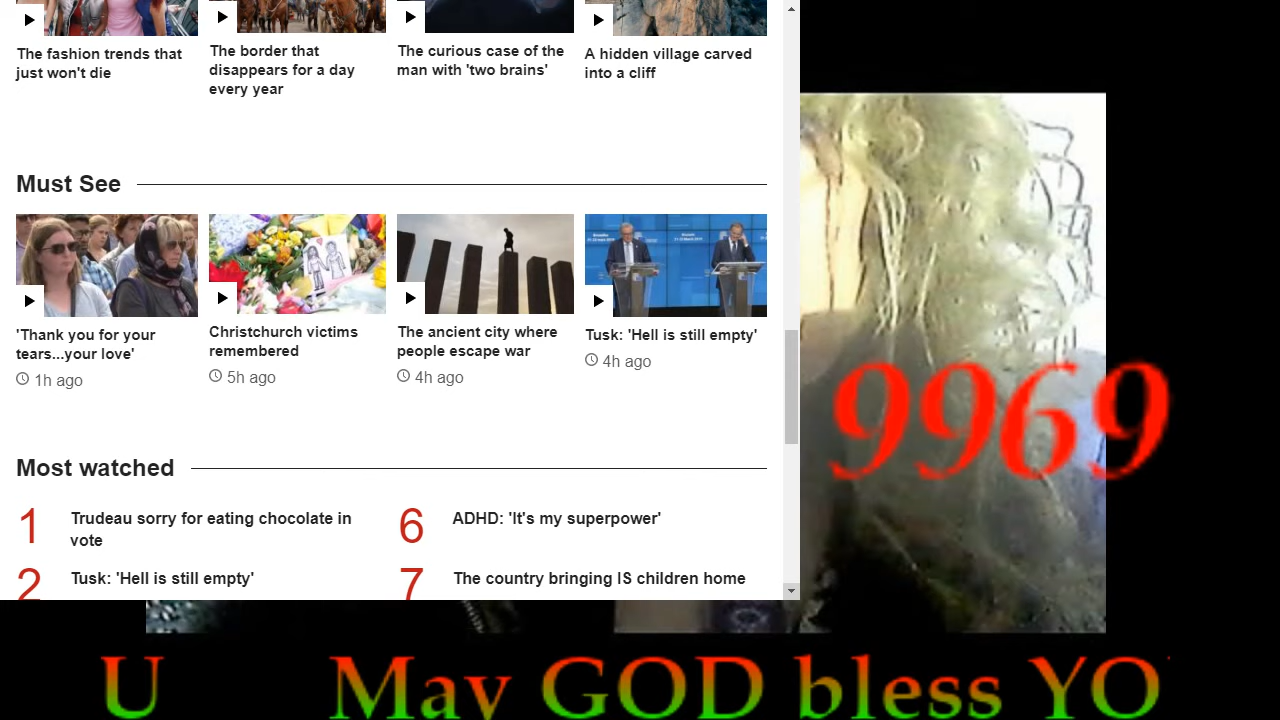 The fashion trends that
just won't die
The border that
disappears for a day
every year
The curious case of the
man with 'two brains'
A hidden village carved
into a cliff
Must See
'Thank you for your
tears...your love'
1h ago
Christchurch victims
remembered
5h ago
The ancient city where
people escape war
4h ago
Tusk: 'Hell is still empty'
4h ago
Most watched
1 Trudeau sorry for eating chocolate in
vote
2 Tusk: 'Hell is still empty'
6 ADHD: 'It's my superpower'
7 The country bringing IS children home
9969
U May GOD bless YO